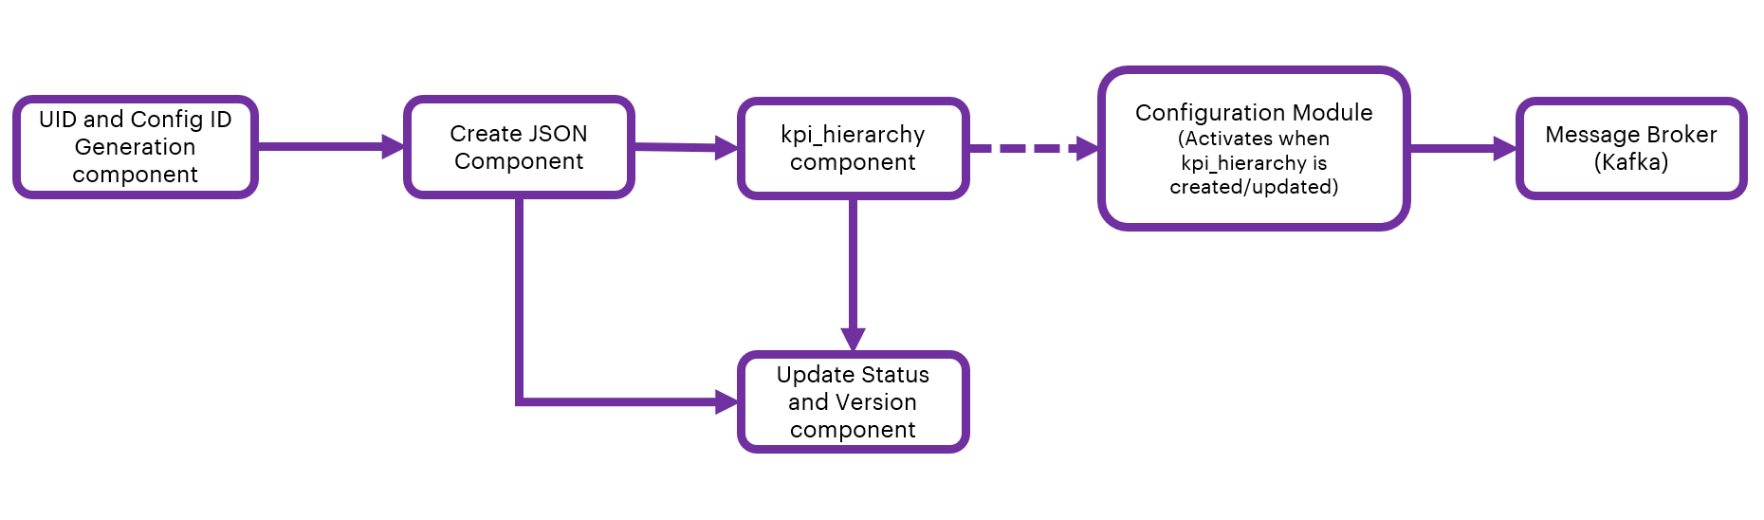 UID and Config ID
Generation
component
Create JSON
Component
kpi_hierarchy
component
Configuration Module
(Activates when
kpi_hierarchy is
created/updated)
Message Broker
(Kafka)
Update Status
and Version
component